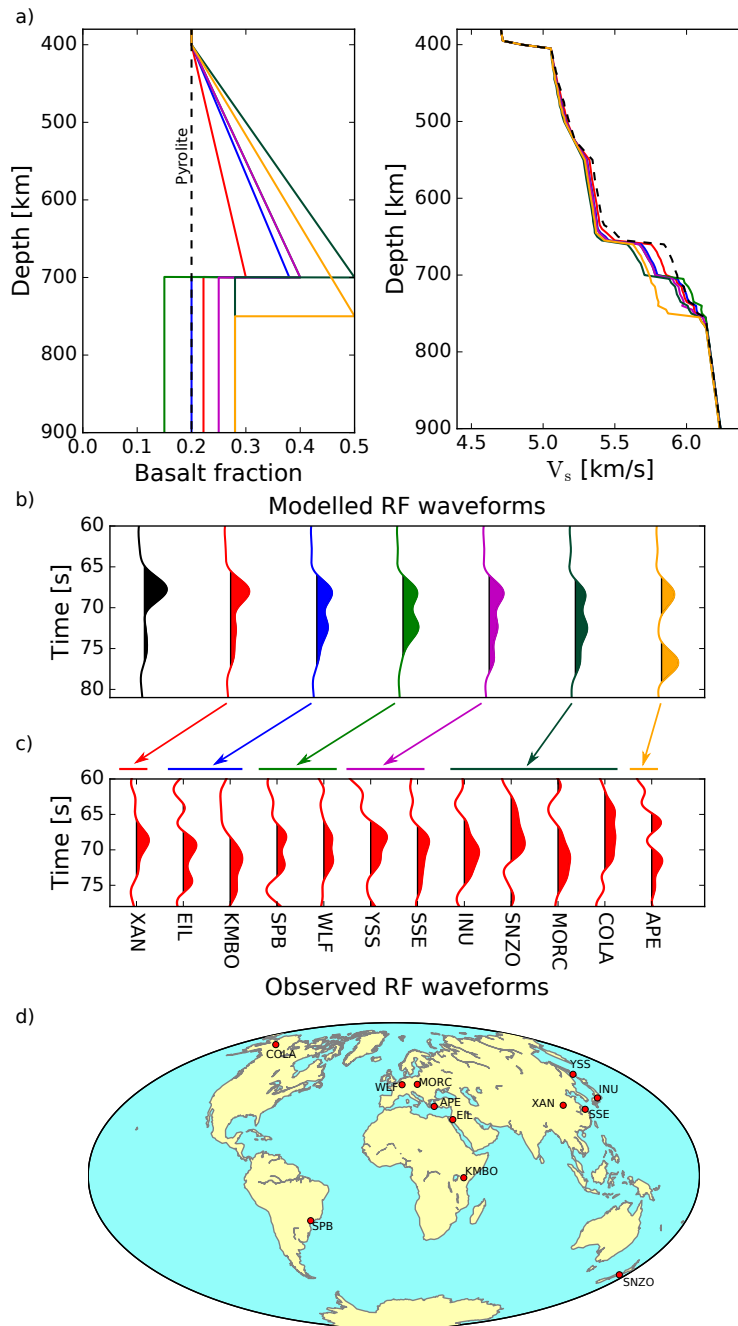 a)
400
500
600
700
800
900
Depth [km]
Pyrolite
0.0 0.1 0.2 0.3 0.4 0.5
Basalt fraction
400
500
600
700
800
900
Depth [km]
4.5 5.0 5.5 6.0
Vs [km/s]
b)
Modelled RF waveforms
60
65
70
75
80
Time [s]
c)
60
65
70
75
Time [s]
XAN EIL KMBO SPB WLF YSS SSE INU SNZO MORC COLA APE
Observed RF waveforms
d)
COLA
YSS
WLF
MORC
INU
APE
XAN
SSE
EIL
KMBO
SPB
SNZO